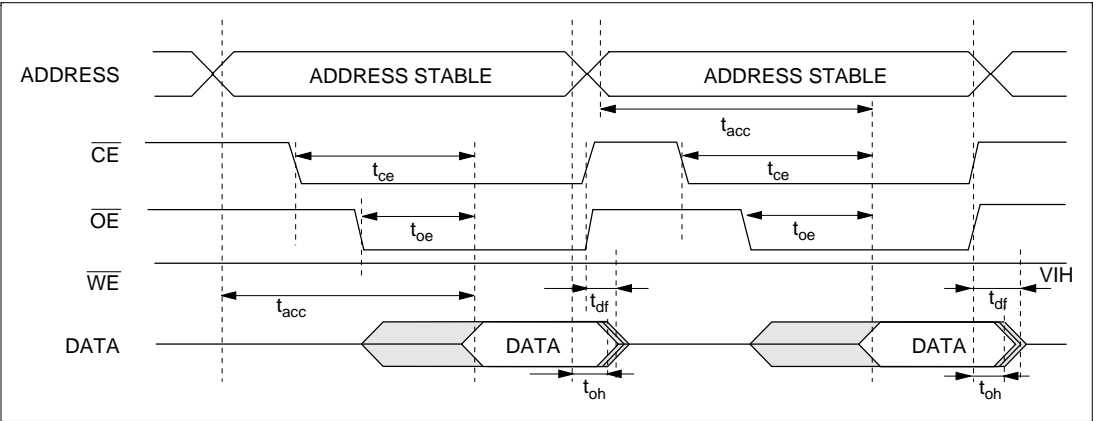 ADDRESS
ADDRESS STABLE
ADDRESS STABLE
tacc
CE
tce
tce
OE
toe
toe
WE
VIH
tacc
tdf
tdf
DATA
DATA
DATA
toh
toh